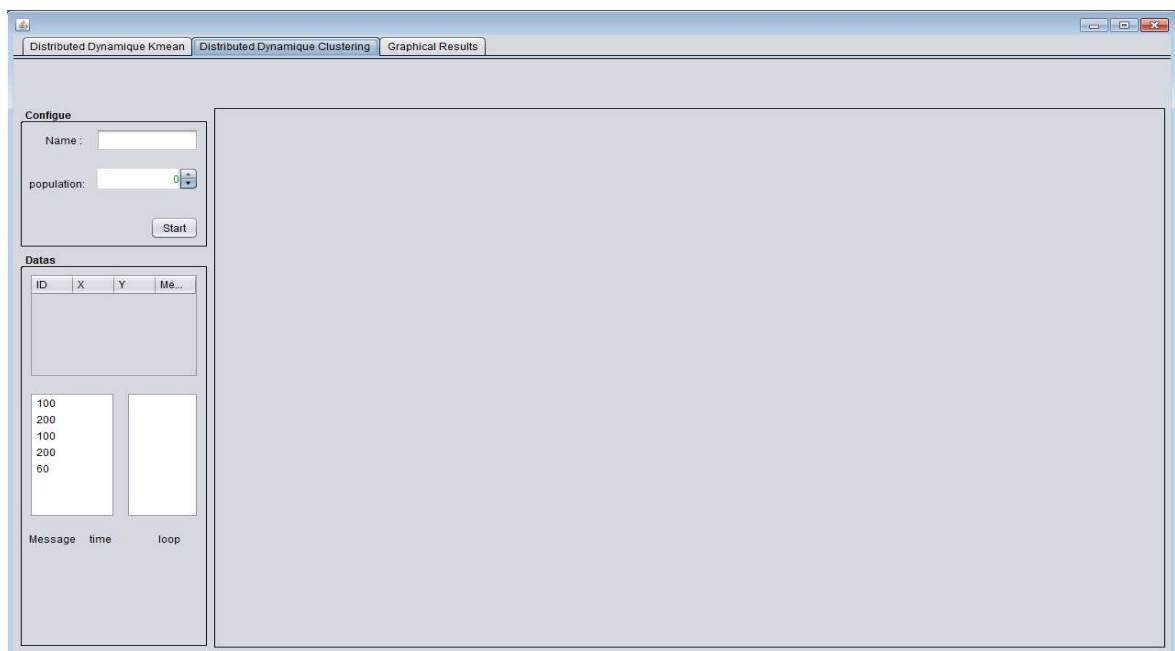 Distributed Dynamique Kmean Distributed Dynamique Clustering Graphical Results
Configue
Name :
population: 0
Start
Datas
ID X Y Me...
100
200
100
200
60
Message time loop